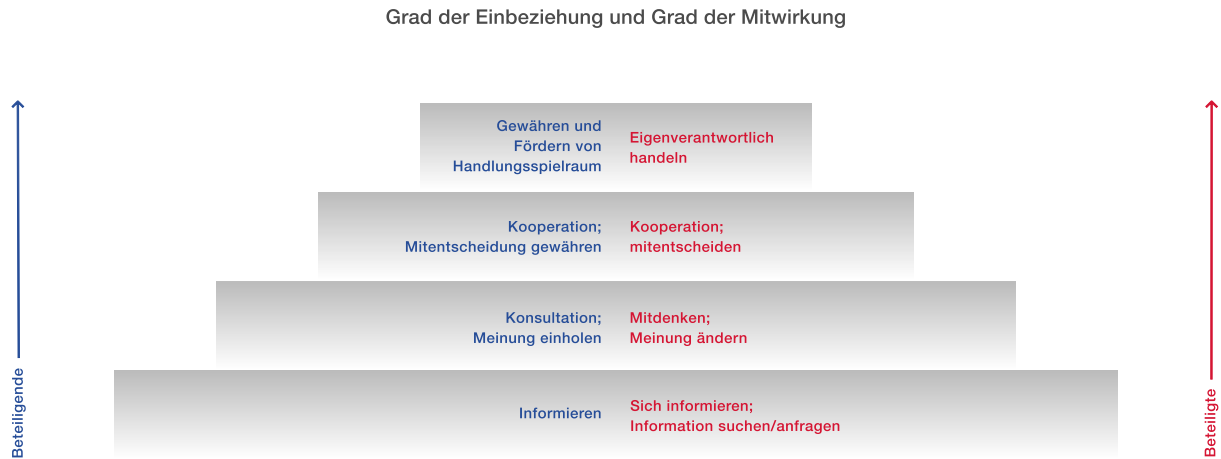 Grad der Einbeziehung und Grad der Mitwirkung
Gewähren und
Fördern von
Handlungsspielraum
Eigenverantwortlich
handeln
Kooperation;
Mitentscheidung gewähren
Kooperation;
mitentscheiden
Konsultation;
Meinung einholen
Mitdenken;
Meinung ändern
Informieren
Sich informieren;
Information suchen/anfragen
Beteiligende
Beteiligte